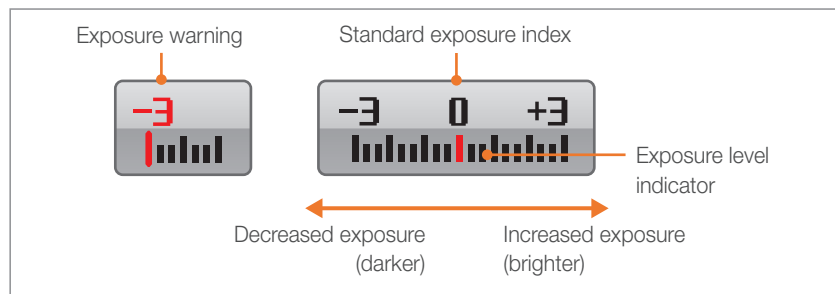 Exposure warning
Standard exposure index
-3
-3 0 +3
Exposure level
indicator
Decreased exposure
(darker)
Increased exposure
(brighter)